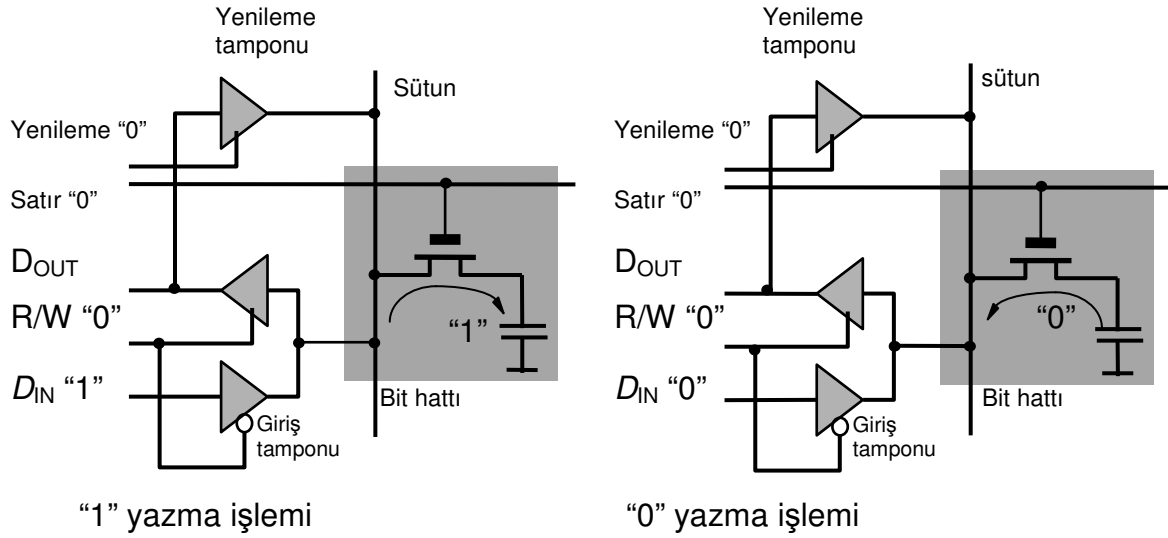 Yenileme
tamponu
Sütun
Yenileme “0”
Satır “0”
DOUT
R/W “0”
“1”
DIN “1”
Bit hattı
Giriş
tamponu
“1” yazma işlemi
Yenileme
tamponu
sütun
Yenileme “0”
Satır “0”
DOUT
R/W “0”
“0”
DIN “0”
Bit hattı
Giriş
tamponu
“0” yazma işlemi